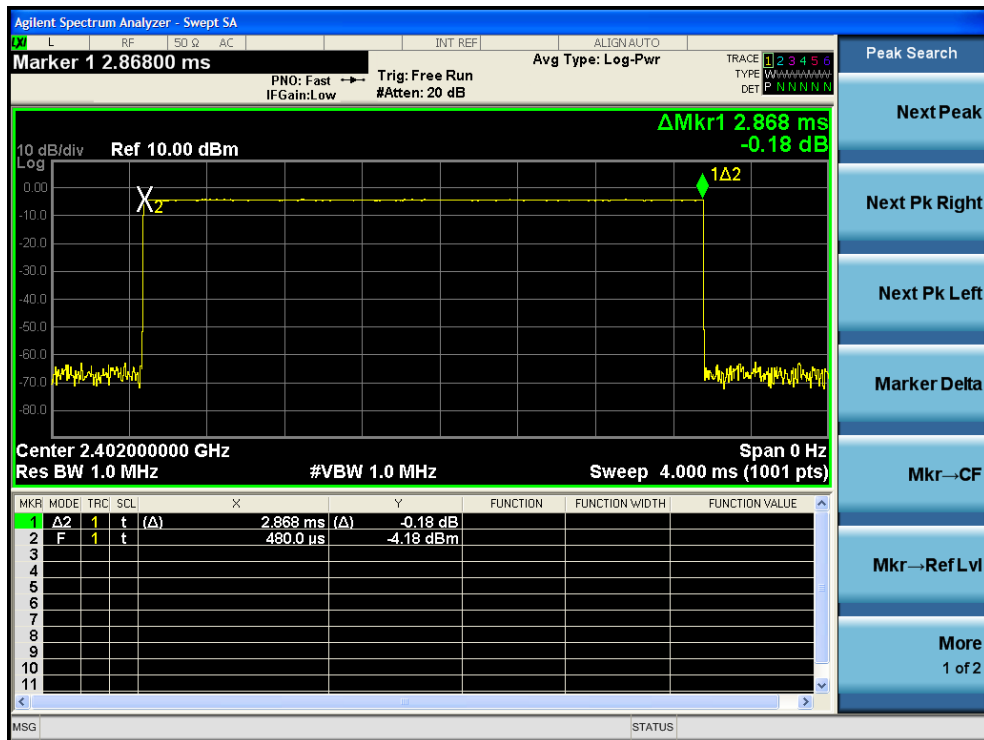 Agilent Spectrum Analyzer - Swept SA
LXI L RF 50 Ω AC INT REF ALIGNAUTO
Marker 1 2.86800 ms
PNO: Fast
IFGain:Low
Trig: Free Run
#Atten: 20 dB
Avg Type: Log-Pwr
TRACE 1 2 3 4 5 6
TYPE WWWWWW
DET P N N N N N
ΔMkr1 2.868 ms
-0.18 dB
10 dB/div Ref 10.00 dBm
Log
0.00
-10.0
-20.0
-30.0
-40.0
-50.0
-60.0
-70.0
-80.0
X2
1Δ2
Center 2.402000000 GHz Span 0 Hz
Res BW 1.0 MHz #VBW 1.0 MHz Sweep 4.000 ms (1001 pts)
MKR MODE TRC SCL X Y FUNCTION FUNCTION WIDTH FUNCTION VALUE
1 Δ2 1 t (Δ) 2.868 ms (Δ) -0.18 dB
2 F 1 t 480.0 µs -4.18 dBm
3
4
5
6
7
8
9
10
11
MSG STATUS
Peak Search
Next Peak
Next Pk Right
Next Pk Left
Marker Delta
Mkr→CF
Mkr→Ref Lvl
More
1 of 2